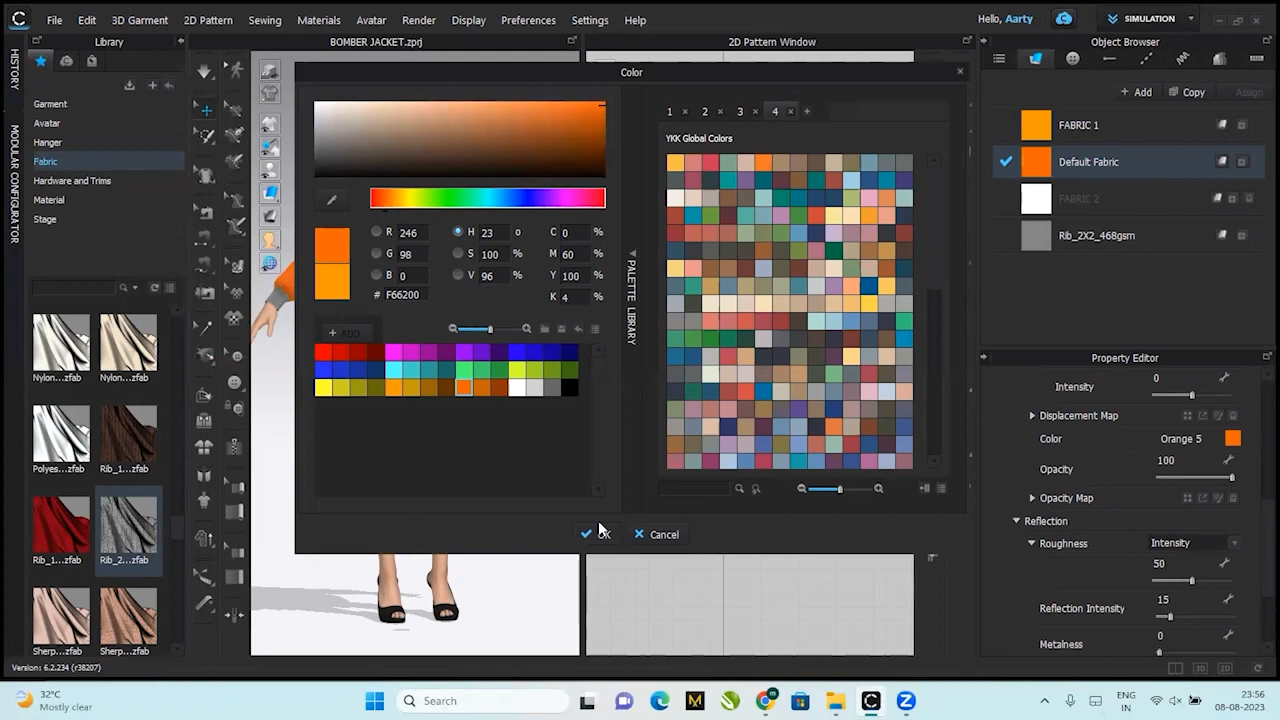 C File Edit 3D Garment 2D Pattern Sewing Materials Avatar Render Display Preferences Settings Help Hello, Aarty SIMULATION
HISTORY
MODULAR CONFIGURATOR
Library
BOMBER JACKET.zprj
2D Pattern Window
Object Browser
Garment
Avatar
Hanger
Fabric
Hardware and Trims
Material
Stage
Nylon...zfab Nylon...zfab
Polyes...zfab Rib_1...zfab
Rib_1...zfab Rib_2...zfab
Sherp...zfab Sherp...zfab
Version: 6.2.234 (r38207)
Color
R 246 H 23 o C 0 %
G 98 S 100 % M 60 %
B 0 V 96 % Y 100 %
# F66200 K 4 %
+ ADD
PALETTE LIBRARY
1 × 2 × 3 × 4 × +
YKK Global Colors
OK Cancel
+ Add Copy Assign
FABRIC 1
Default Fabric
FABRIC 2
Rib_2X2_468gsm
Property Editor
Intensity 0
Displacement Map
Color Orange 5
Opacity 100
Opacity Map
Reflection
Roughness Intensity
50
Reflection Intensity 15
Metalness 0
3D 2D
32°C
Mostly clear
Search
ENG
IN
23:56
08-08-2023